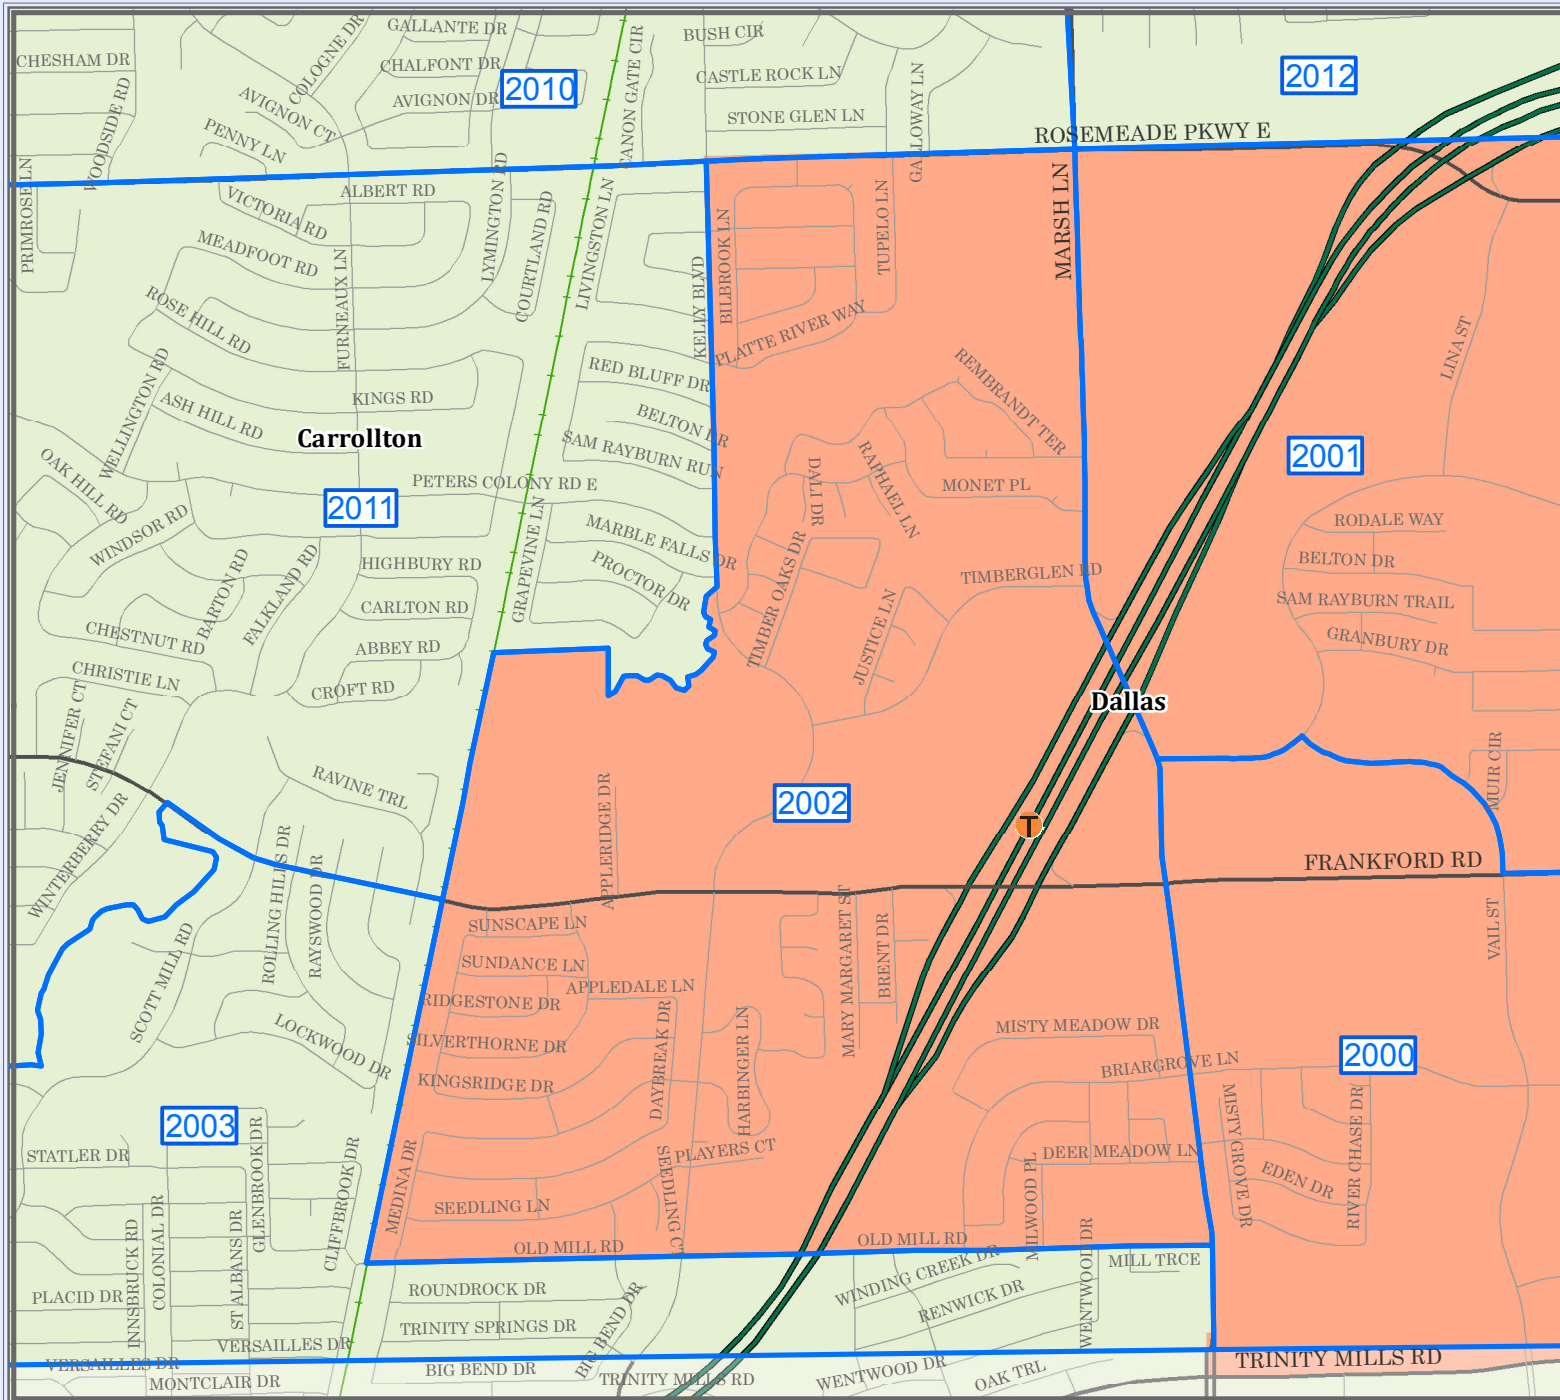 GALLANTE DR
BUSH CIR
COLOGNE DR
CANON GATE CIR
CHESHAM DR
CHALFONT DR
2010
CASTLE ROCK LN
2012
WOODSIDE RD
AVIGNON CT
AVIGNON DR
STONE GLEN LN
GALLOWAY LN
PENNY LN
ROSEMEADE PKWY E
PRIMROSE LN
VICTORIA RD
ALBERT RD
LYMINGTON RD
COURTLAND RD
LIVINGSTON LN
BILBROOK LN
TUPELO LN
MARSH LN
MEADFOOT RD
FURNEAUX LN
KELLY BLVD
ROSE HILL RD
PLATTE RIVER WAY
LINA ST
RED BLUFF DR
REMBRANDT TER
WELLINGTON RD
ASH HILL RD
KINGS RD
BELTON DR
Carrollton
SAM RAYBURN RUN
2001
OAK HILL RD
PETERS COLONY RD E
DALI DR
RAPHAEL LN
MONET PL
2011
WINDSOR RD
GRAPEVINE LN
MARBLE FALLS DR
RODALE WAY
BARTON RD
FALKLAND RD
HIGHBURY RD
PROCTOR DR
TIMBER OAKS DR
TIMBERGLEN RD
BELTON DR
CARLTON RD
JUSTICE LN
SAM RAYBURN TRAIL
CHESTNUT RD
ABBEY RD
GRANBURY DR
CHRISTIE LN
CROFT RD
Dallas
JENNIFER CT
STEFANI CT
RAVINE TRL
APPLERIDGE DR
2002
MUIR CIR
T
WINTERBERRY DR
ROLLING HILLS DR
RAYSWOOD DR
FRANKFORD RD
SUNSCAPE LN
MARY MARGARET ST
BRENT DR
VAIL ST
SCOTT MILL RD
SUNDANCE LN
RIDGESTONE DR
APPLEDALE LN
LOCKWOOD DR
SILVERTHORNE DR
DAYBREAK DR
HARBINGER LN
MISTY MEADOW DR
2000
KINGSRIDGE DR
BRIARGROVE LN
2003
GLENBROOK DR
MISTY GROVE DR
RIVER CHASE DR
STATLER DR
CLIFFBROOK DR
MEDINA DR
PLAYERS CT
SEEDLING CT
DEER MEADOW LN
MILWOOD PL
EDEN DR
INNSBRUCK RD
COLONIAL DR
ST ALBANS DR
SEEDLING LN
OLD MILL RD
OLD MILL RD
WENTWOOD DR
MILL TRCE
PLACID DR
ROUNDROCK DR
BIG BEND DR
WINDING CREEK DR
RENWICK DR
TRINITY SPRINGS DR
VERSAILLES DR
VERSAILLES DR
BIG BEND DR
TRINITY MILLS RD
WENTWOOD DR
OAK TRL
TRINITY MILLS RD
MONTCLAIR DR